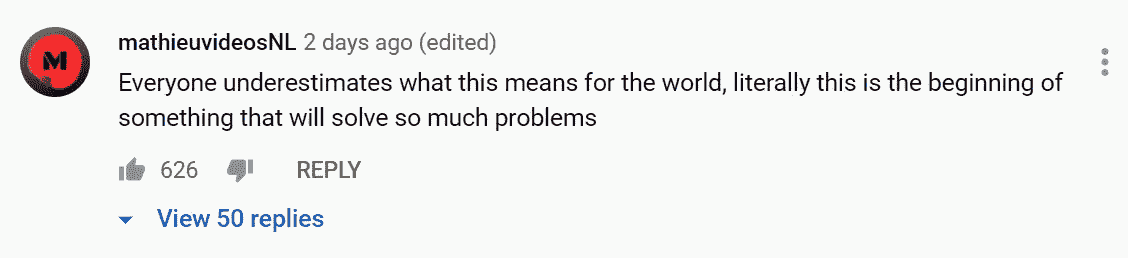 M
mathieuvideosNL 2 days ago (edited)
Everyone underestimates what this means for the world, literally this is the beginning of
something that will solve so much problems
626 REPLY
View 50 replies